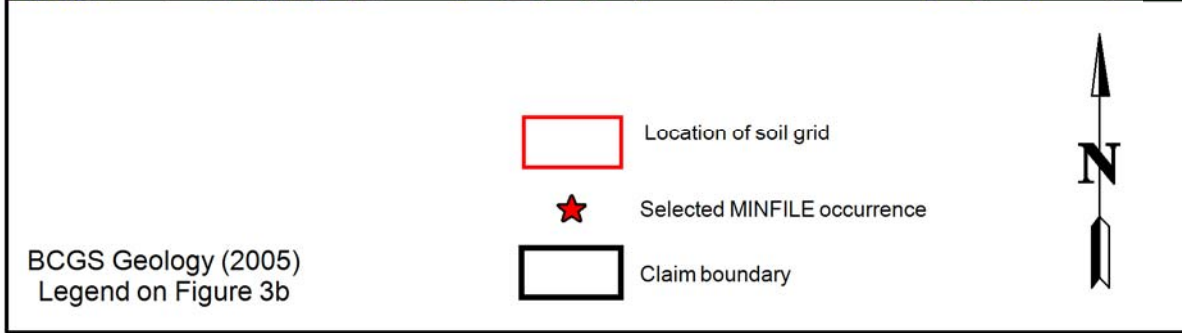 Location of soil grid
N
Selected MINFILE occurrence
BCGS Geology (2005)
Legend on Figure 3b
Claim boundary